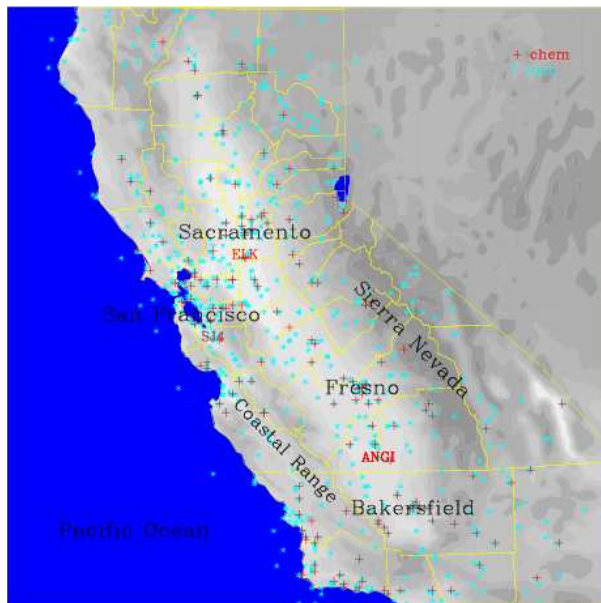 chem
Sacramento
ELK
San Francisco
SJ4
Sierra Nevada
Fresno
Coastal Range
ANGI
Bakersfield
Pacific Ocean